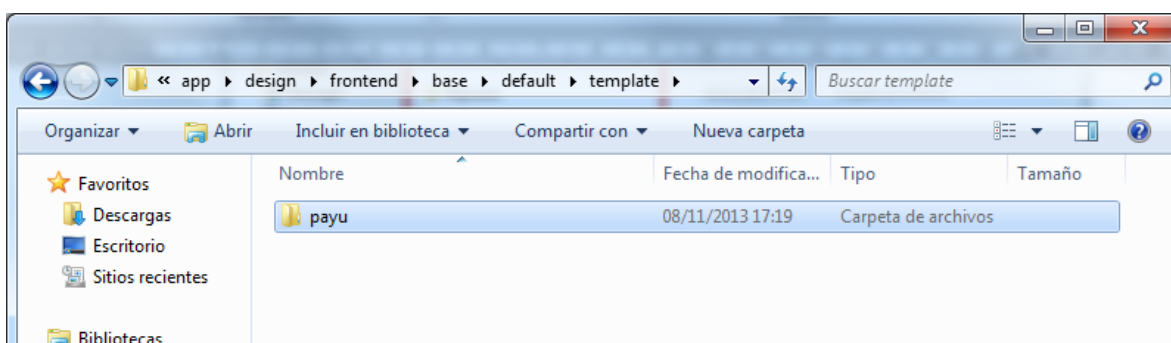 « app ▸ design ▸ frontend ▸ base ▸ default ▸ template ▸ Buscar template
Organizar Abrir Incluir en biblioteca Compartir con Nueva carpeta
Favoritos Nombre Fecha de modifica... Tipo Tamaño
Descargas payu 08/11/2013 17:19 Carpeta de archivos
Escritorio
Sitios recientes
Bibliotecas